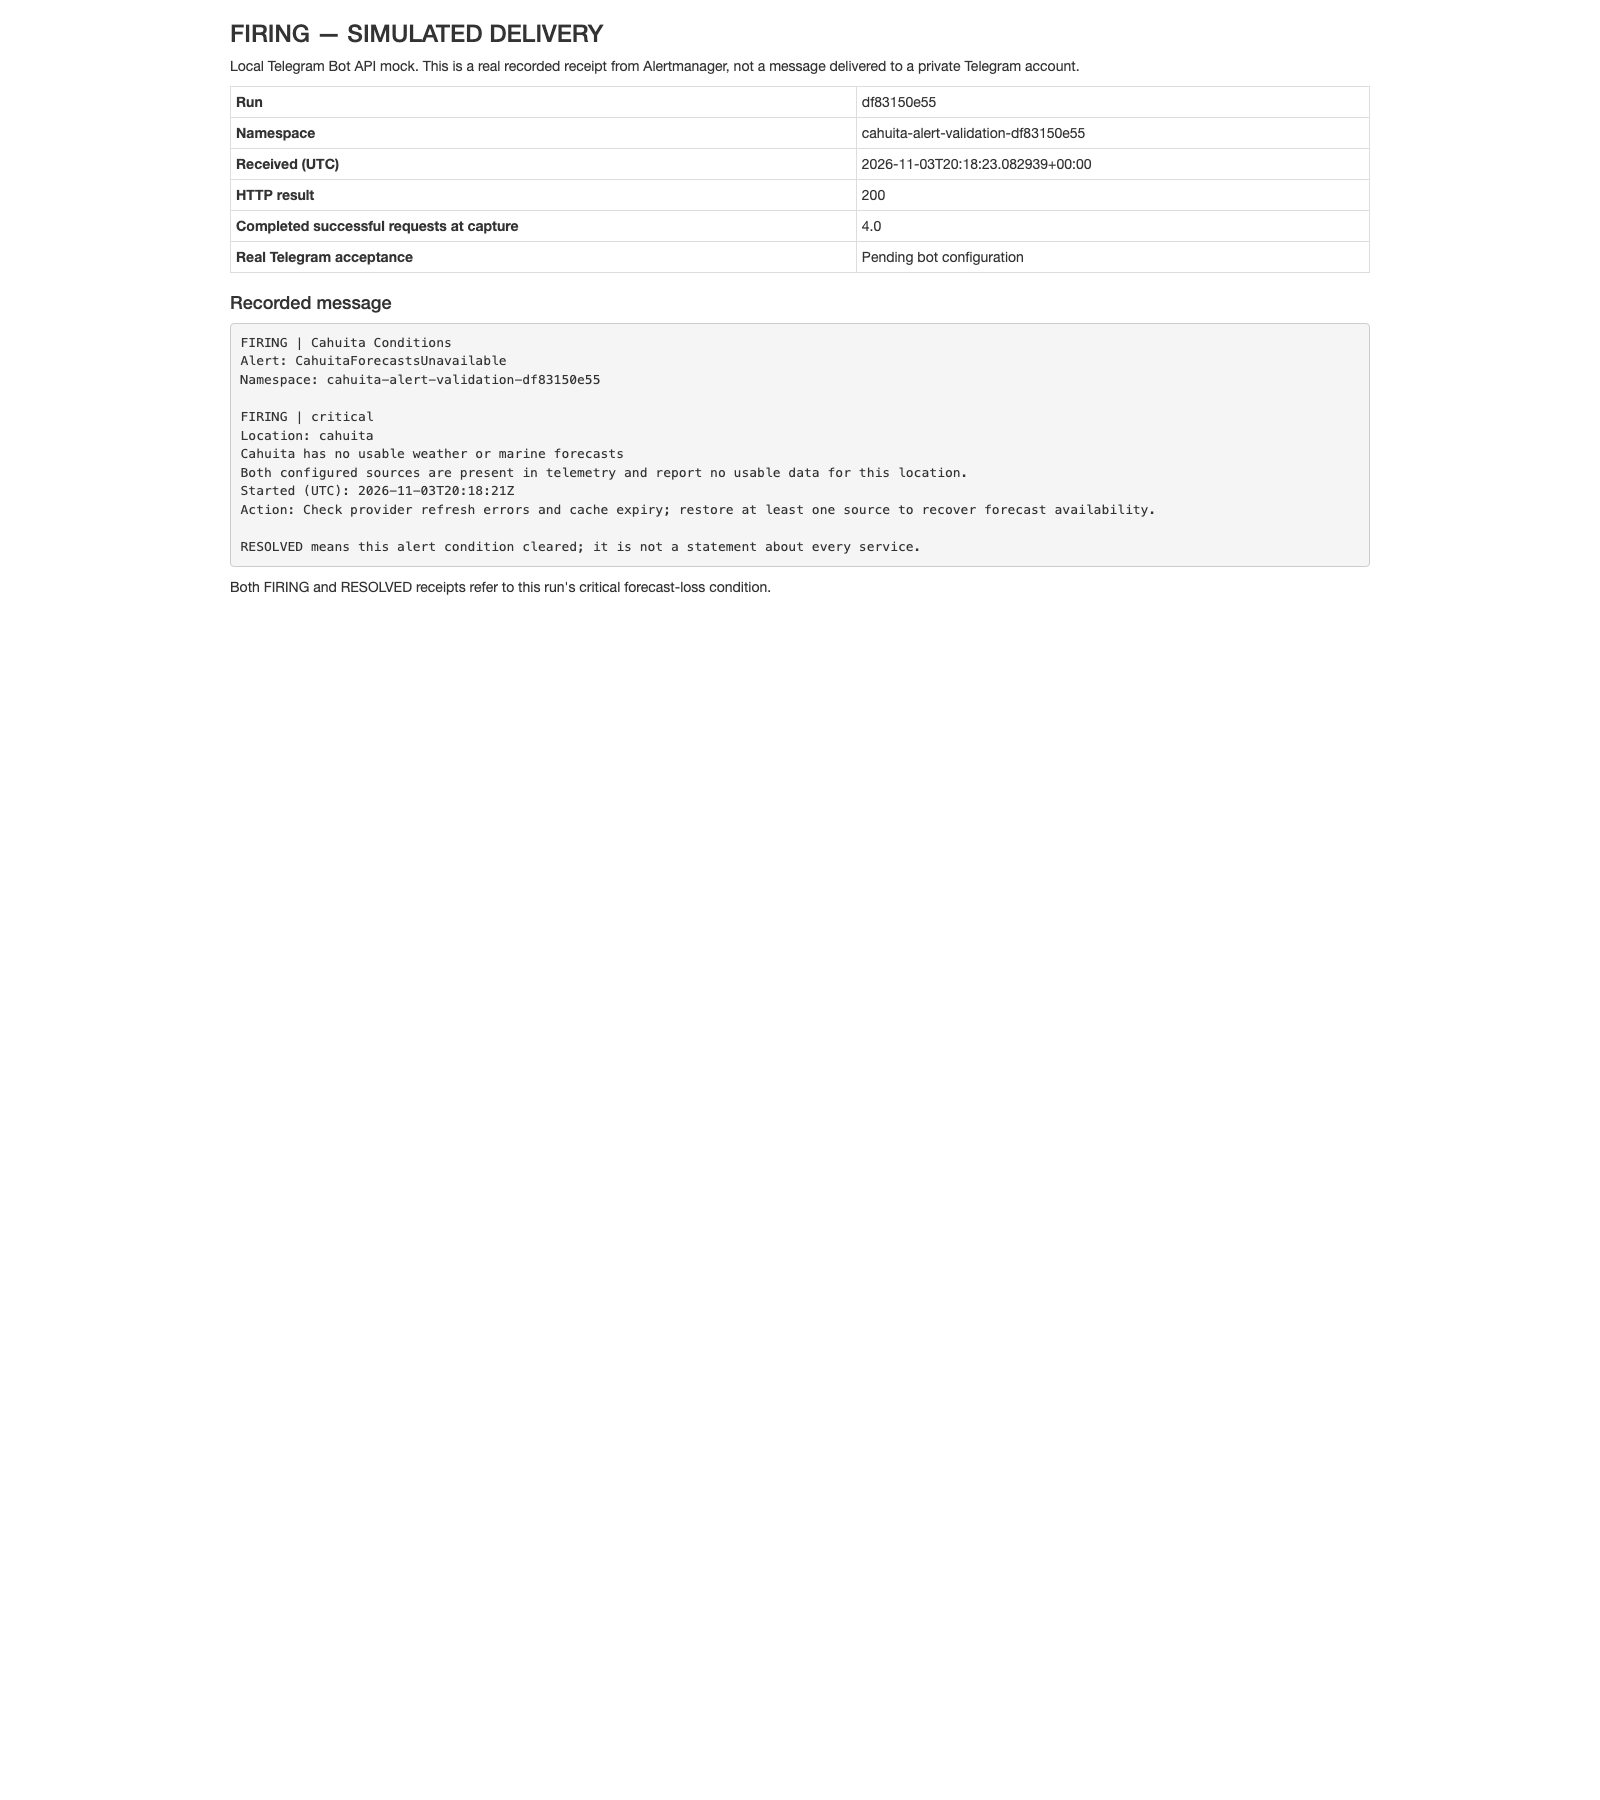 FIRING — SIMULATED DELIVERY
Local Telegram Bot API mock. This is a real recorded receipt from Alertmanager, not a message delivered to a private Telegram account.
Run df83150e55
Namespace cahuita-alert-validation-df83150e55
Received (UTC) 2026-11-03T20:18:23.082939+00:00
HTTP result 200
Completed successful requests at capture 4.0
Real Telegram acceptance Pending bot configuration
Recorded message
FIRING | Cahuita Conditions
Alert: CahuitaForecastsUnavailable
Namespace: cahuita-alert-validation-df83150e55
FIRING | critical
Location: cahuita
Cahuita has no usable weather or marine forecasts
Both configured sources are present in telemetry and report no usable data for this location.
Started (UTC): 2026-11-03T20:18:21Z
Action: Check provider refresh errors and cache expiry; restore at least one source to recover forecast availability.
RESOLVED means this alert condition cleared; it is not a statement about every service.
Both FIRING and RESOLVED receipts refer to this run's critical forecast-loss condition.